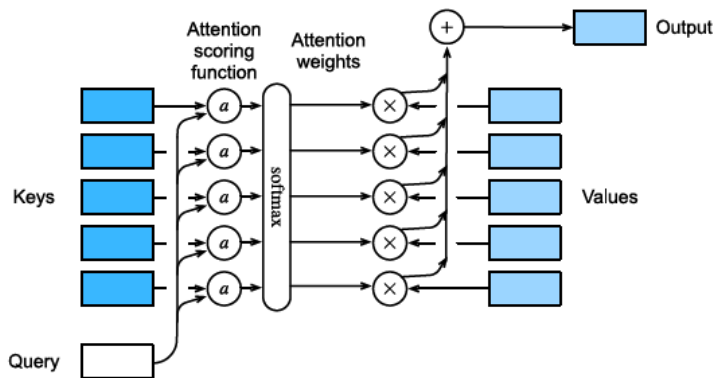 Attention
scoring
function
Attention
weights
+
Output
Keys
a
a
a
a
a
softmax
×
×
×
×
×
Values
Query